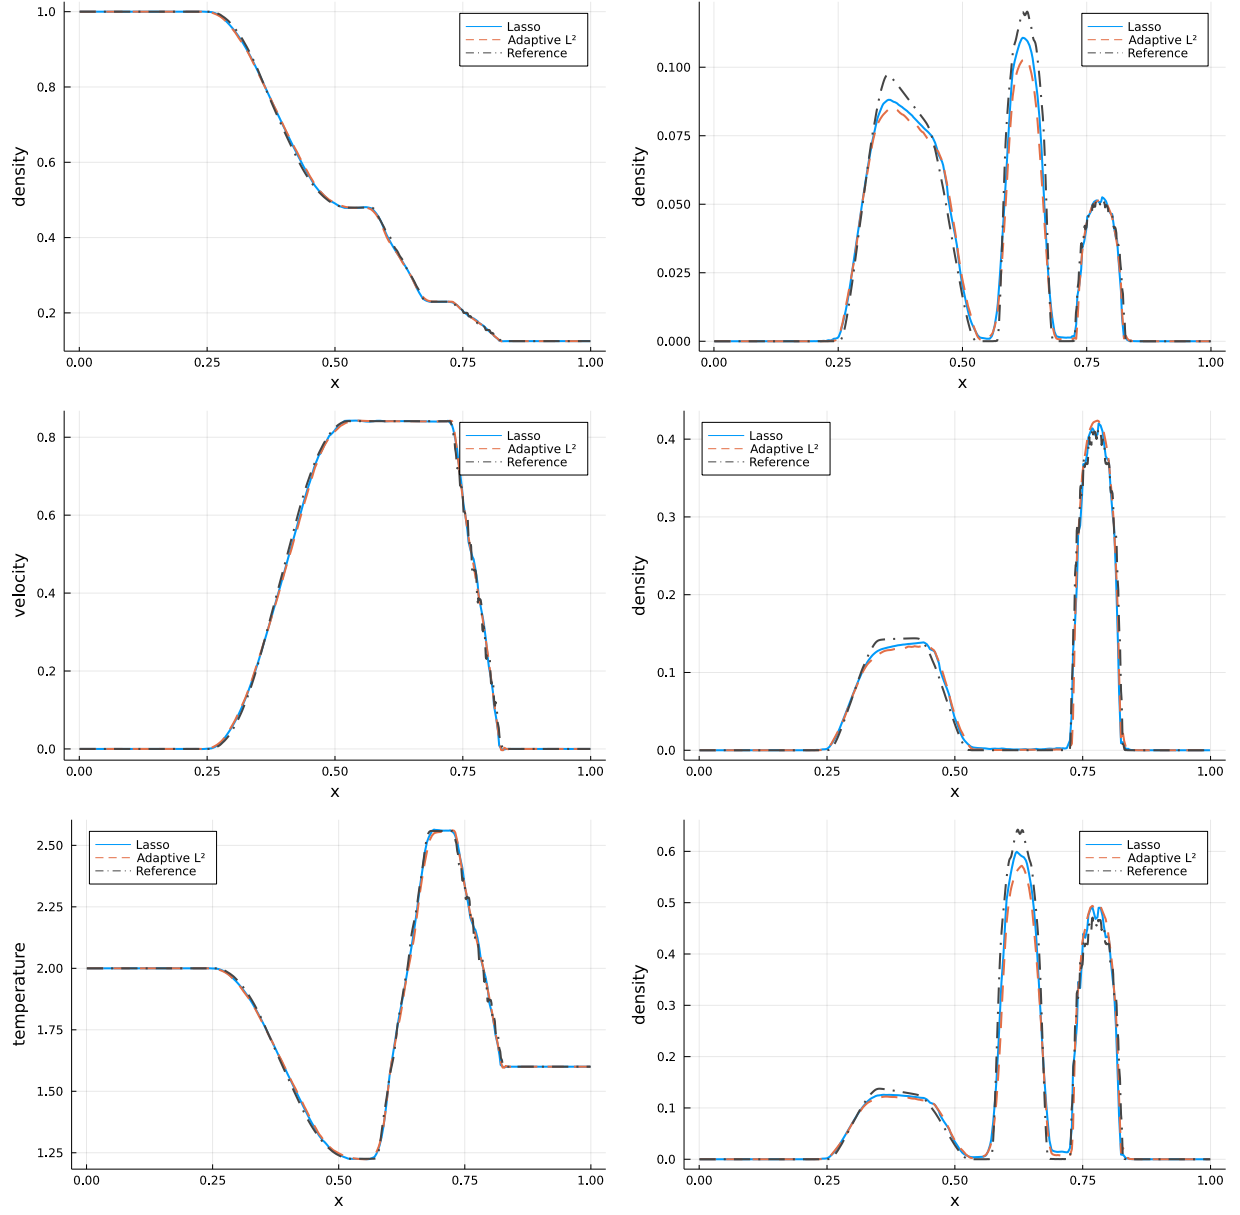 1.0
0.8
0.6
0.4
0.2
density
0.00
0.25
0.50
0.75
1.00
x
Lasso
Adaptive L²
Reference
0.100
0.075
0.050
0.025
0.000
density
0.00
0.25
0.50
0.75
1.00
x
Lasso
Adaptive L²
Reference
0.8
0.6
0.4
0.2
0.0
velocity
0.00
0.25
0.50
0.75
1.00
x
Lasso
Adaptive L²
Reference
0.4
0.3
0.2
0.1
0.0
density
0.00
0.25
0.50
0.75
1.00
x
Lasso
Adaptive L²
Reference
2.50
2.25
2.00
1.75
1.50
1.25
temperature
0.00
0.25
0.50
0.75
1.00
x
Lasso
Adaptive L²
Reference
0.6
0.5
0.4
0.3
0.2
0.1
0.0
density
0.00
0.25
0.50
0.75
1.00
x
Lasso
Adaptive L²
Reference